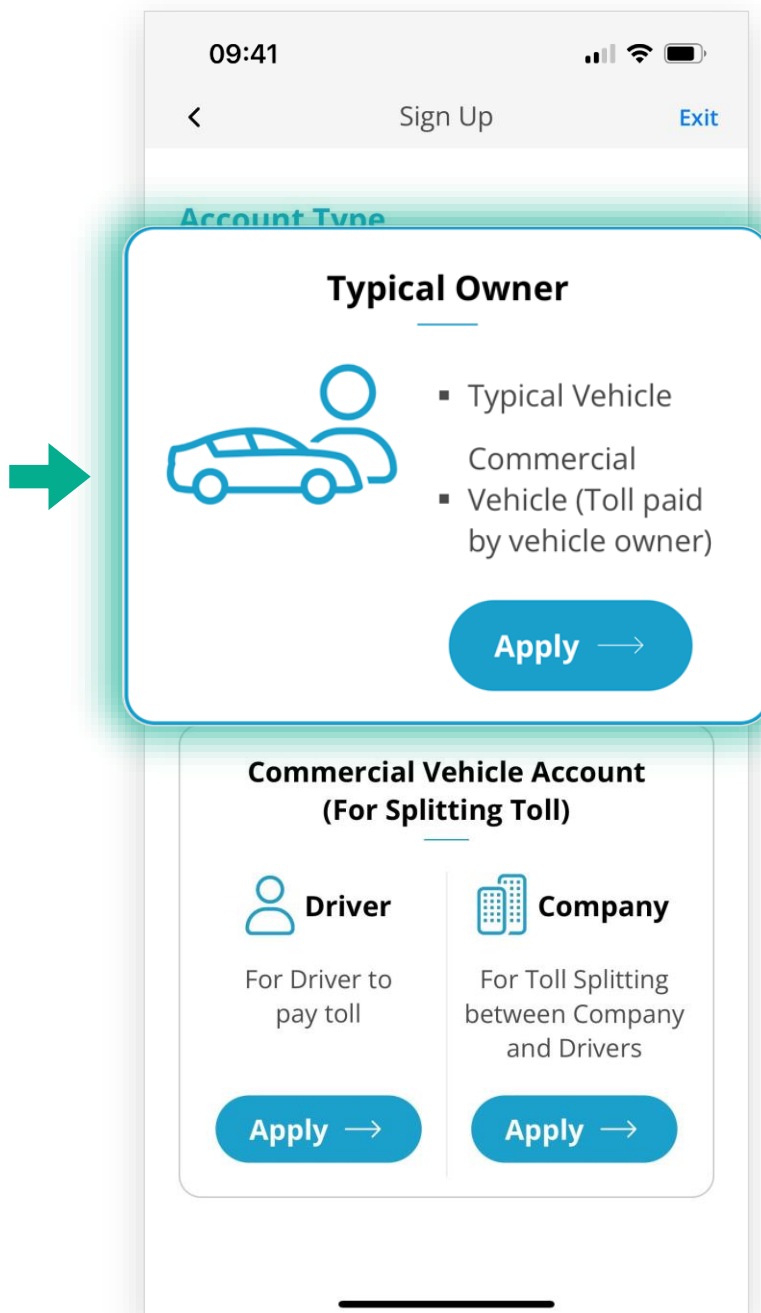 09:41
Sign Up
Exit
Account Type
Typical Owner
▪ Typical Vehicle
Commercial
▪ Vehicle (Toll paid
by vehicle owner)
Apply →
Commercial Vehicle Account
(For Splitting Toll)
Driver
For Driver to
pay toll
Apply →
Company
For Toll Splitting
between Company
and Drivers
Apply →